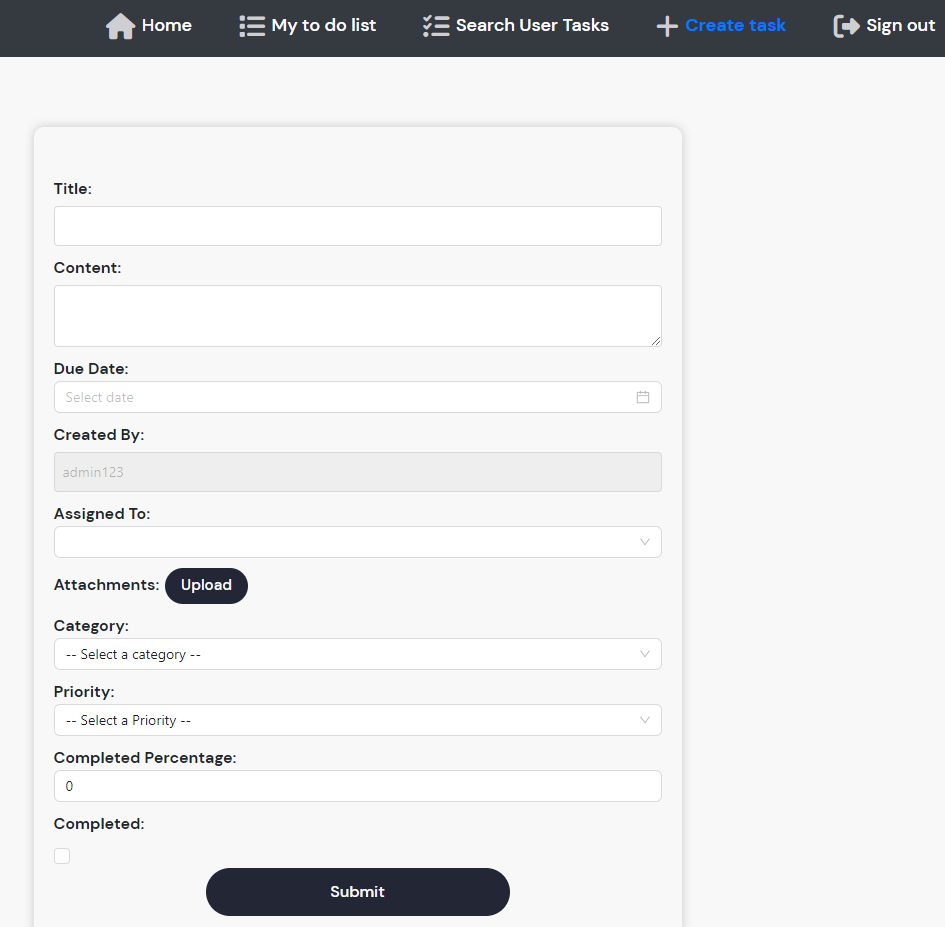 Home My to do list Search User Tasks Create task Sign out
Title:
Content:
Due Date:
Select date
Created By:
admin123
Assigned To:
Attachments: Upload
Category:
-- Select a category --
Priority:
-- Select a Priority --
Completed Percentage:
0
Completed:
Submit